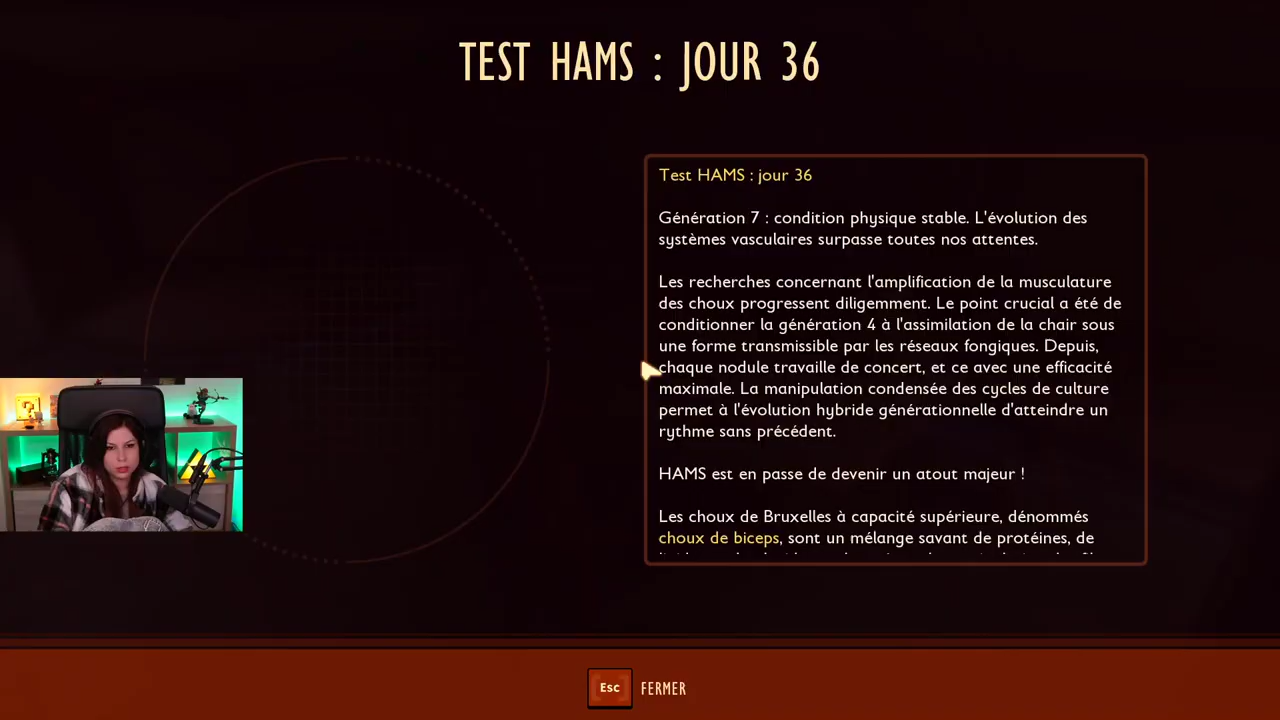 TEST HAMS : JOUR 36
Test HAMS : jour 36
Génération 7 : condition physique stable. L'évolution des
systèmes vasculaires surpasse toutes nos attentes.
Les recherches concernant l'amplification de la musculature
des choux progressent diligemment. Le point crucial a été de
conditionner la génération 4 à l'assimilation de la chair sous
une forme transmissible par les réseaux fongiques. Depuis,
chaque nodule travaille de concert, et ce avec une efficacité
maximale. La manipulation condensée des cycles de culture
permet à l'évolution hybride générationnelle d'atteindre un
rythme sans précédent.
HAMS est en passe de devenir un atout majeur !
Les choux de Bruxelles à capacité supérieure, dénommés
choux de biceps, sont un mélange savant de protéines, de
Esc FERMER